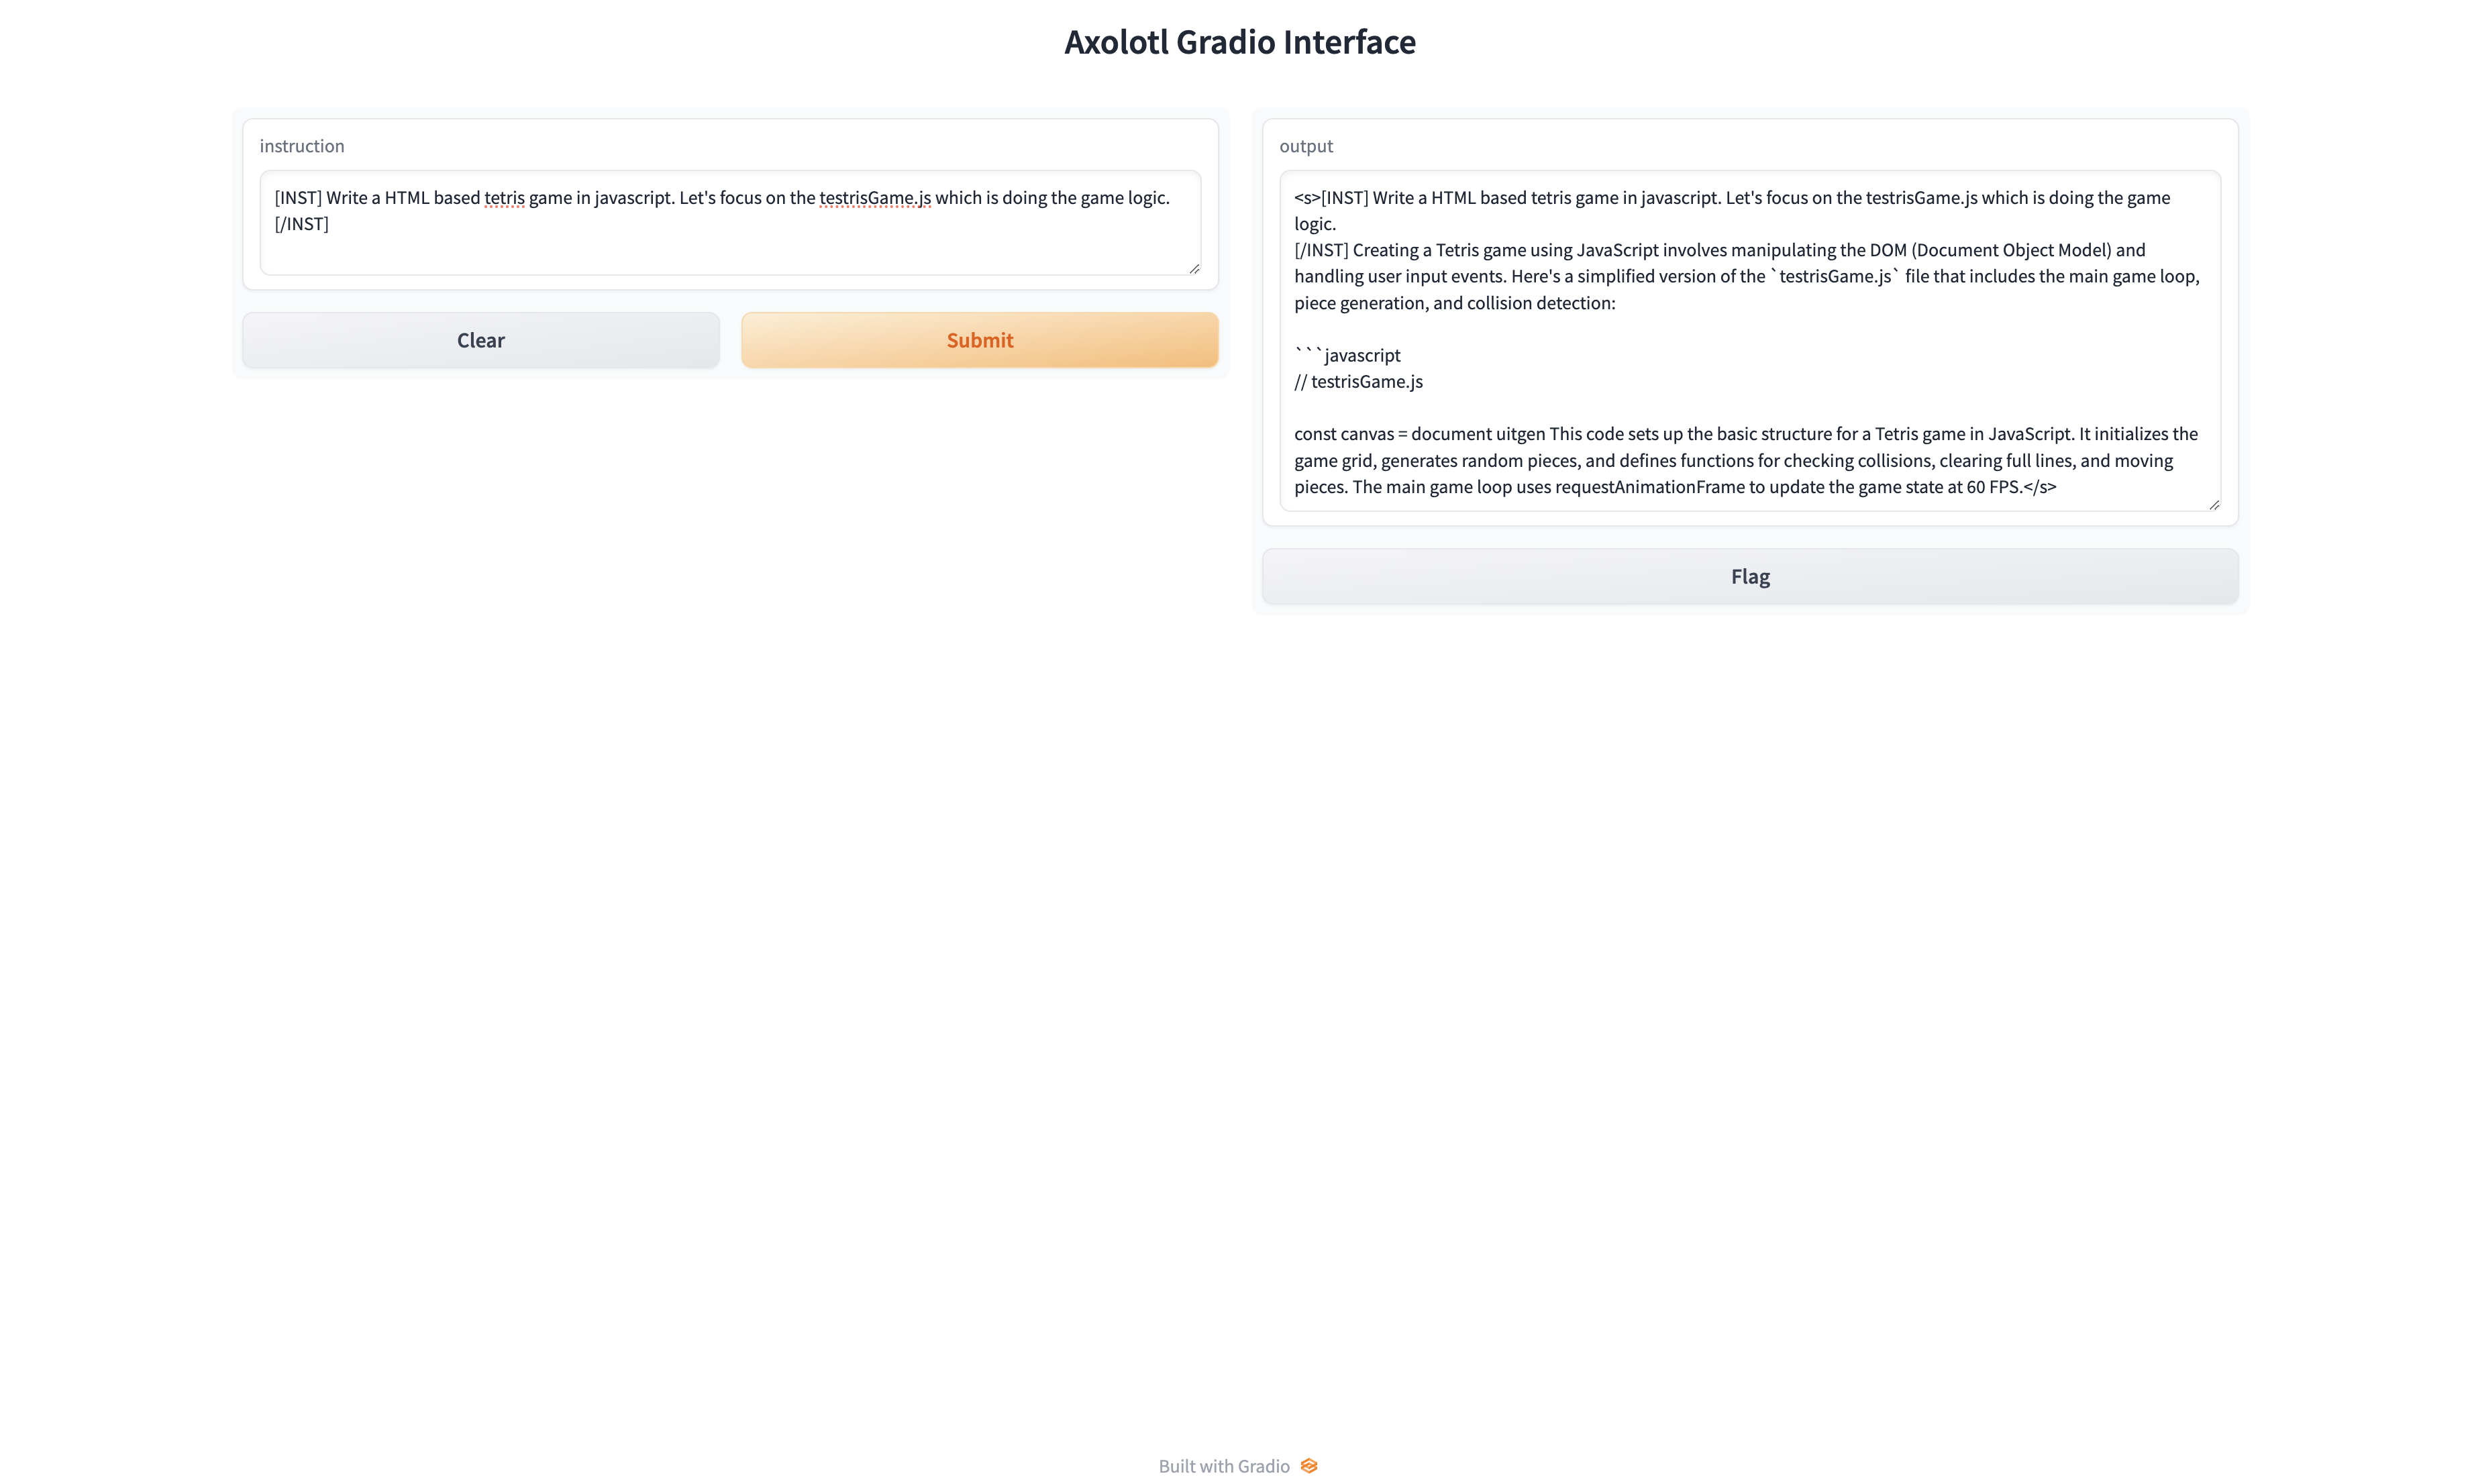 Axolotl Gradio Interface
instruction
[INST] Write a HTML based tetris game in javascript. Let's focus on the testrisGame.js which is doing the game logic.
[/INST]
Clear
Submit
output
<s>[INST] Write a HTML based tetris game in javascript. Let's focus on the testrisGame.js which is doing the game
logic.
[/INST] Creating a Tetris game using JavaScript involves manipulating the DOM (Document Object Model) and
handling user input events. Here's a simplified version of the `testrisGame.js` file that includes the main game loop,
piece generation, and collision detection:
```javascript
// testrisGame.js
const canvas = document uitgen This code sets up the basic structure for a Tetris game in JavaScript. It initializes the
game grid, generates random pieces, and defines functions for checking collisions, clearing full lines, and moving
pieces. The main game loop uses requestAnimationFrame to update the game state at 60 FPS.</s>
Flag
Built with Gradio